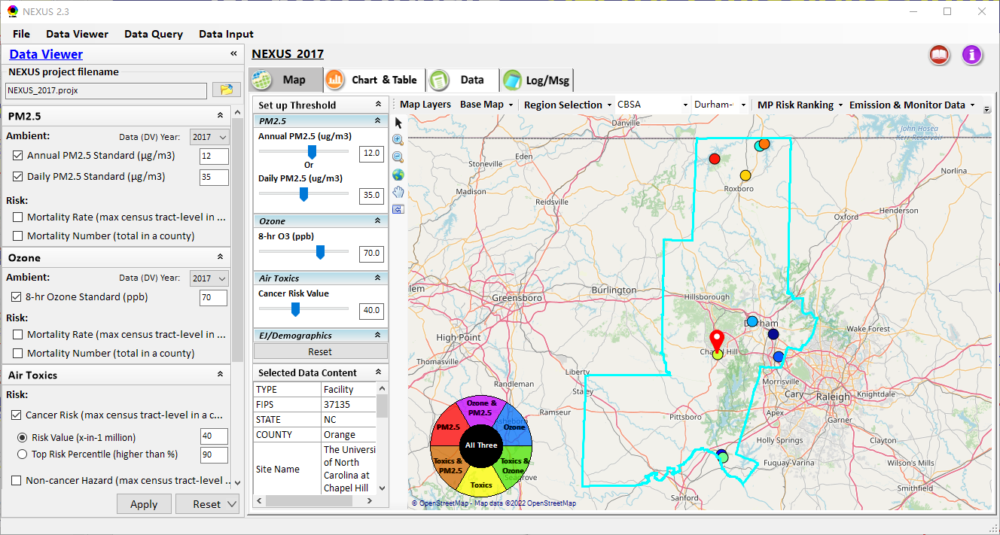 NEXUS 2.3
File Data Viewer Data Query Data Input
Data Viewer «
NEXUS project filename
NEXUS_2017.projx
PM2.5
Ambient: Data (DV) Year: 2017
Annual PM2.5 Standard (µg/m3) 12
Daily PM2.5 Standard (µg/m3) 35
Risk:
Mortality Rate (max census tract-level in ...
Mortality Number (total in a county)
Ozone
Ambient: Data (DV) Year: 2017
8-hr Ozone Standard (ppb) 70
Risk:
Mortality Rate (max census tract-level in ...
Mortality Number (total in a county)
Air Toxics
Risk:
Cancer Risk (max census tract-level in a c...
Risk Value (x-in-1 million) 40
Top Risk Percentile (higher than %) 90
Non-cancer Hazard (max census tract-level ...
Apply Reset
NEXUS_2017
Map Chart & Table Data Log/Msg
Set up Threshold
PM2.5
Annual PM2.5 (ug/m3)
12.0
Or
Daily PM2.5 (ug/m3)
35.0
Ozone
8-hr O3 (ppb)
70.0
Air Toxics
Cancer Risk Value
40.0
EJ/Demographics
Reset
Selected Data Content
TYPE Facility
FIPS 37135
STATE NC
COUNTY Orange
Site Name
The Universi
of North
Carolina at
Chapel Hill
Map Layers Base Map Region Selection CBSA Durham- MP Risk Ranking Emission & Monitor Data
Danville
John Hosea
Kerr Reservoir
Eden
Stoneville
Norlina
Madison
Roxboro
Reidsville
Henderson
Oxford
lem
Burlington
Greensboro
Hillsborough
Durham
Wake Forest
High Point
Chapel Hill
Thomasville
Liberty
Randleman
Staley
Morrisville
Cary
Raleigh
Knightdale
Ramseur
Pittsboro
Apex
Garner
Asheboro
Holly Springs
Clayton
Fuquay-Varina
Wilson's Mills
Seagrove
Smithfield
Sanford
Ozone &
PM2.5
PM2.5
Ozone
All Three
Toxics &
PM2.5
Toxics &
Ozone
Toxics
© OpenStreetMap - Map data ©2022 OpenStreetMap